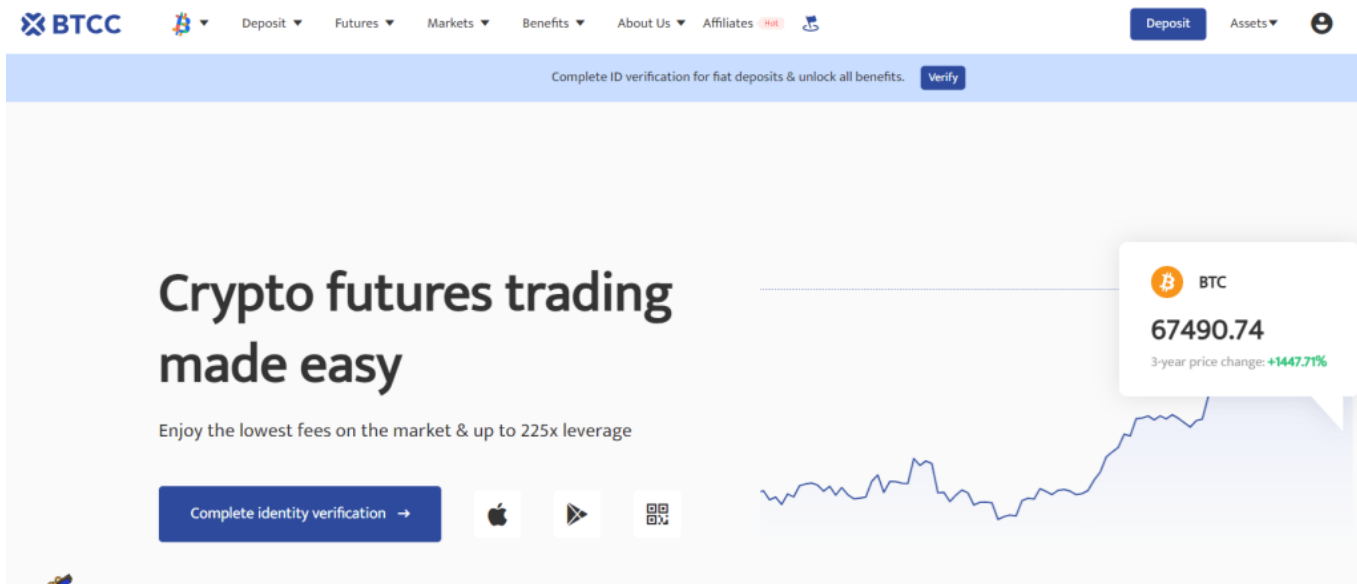 BTCC
Deposit
Futures
Markets
Benefits
About Us
Affiliates Hot
Deposit
Assets
Complete ID verification for fiat deposits & unlock all benefits. Verify
Crypto futures trading
made easy
Enjoy the lowest fees on the market & up to 225x leverage
Complete identity verification →
BTC
67490.74
3-year price change: +1447.71%